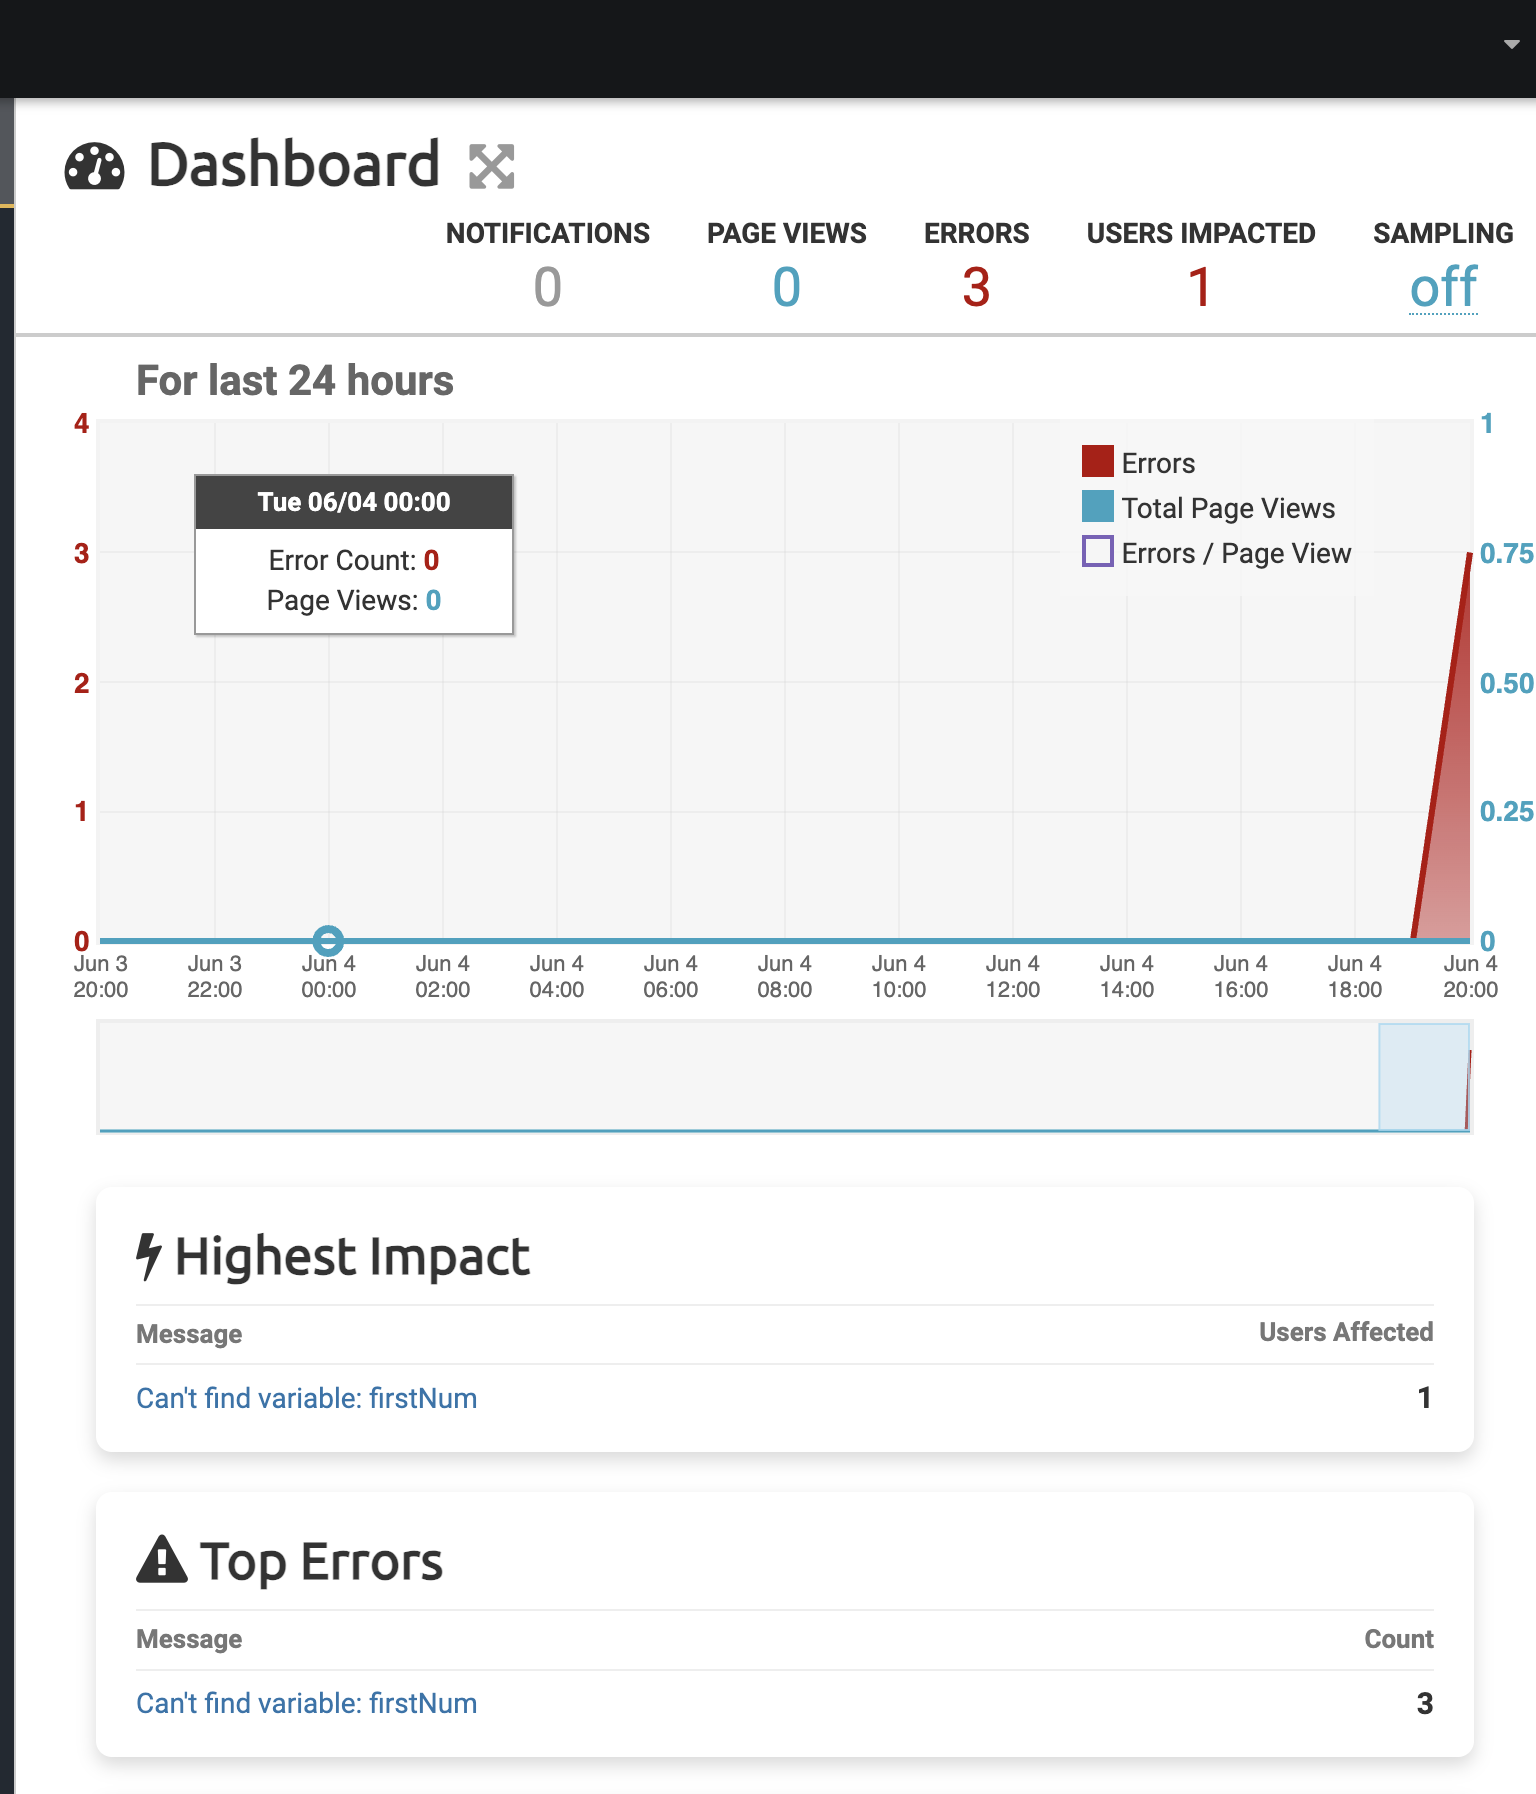 Dashboard
NOTIFICATIONS PAGE VIEWS ERRORS USERS IMPACTED SAMPLING
0 0 3 1 off
For last 24 hours
4 1
Errors
Tue 06/04 00:00
Total Page Views
3 Error Count: 0 Errors / Page View 0.75
Page Views: 0
2 0.50
1 0.25
0 0
Jun 3 Jun 3 Jun 4 Jun 4 Jun 4 Jun 4 Jun 4 Jun 4 Jun 4 Jun 4 Jun 4 Jun 4 Jun 4
20:00 22:00 00:00 02:00 04:00 06:00 08:00 10:00 12:00 14:00 16:00 18:00 20:00
Highest Impact
Message Users Affected
Can't find variable: firstNum 1
Top Errors
Message Count
Can't find variable: firstNum 3